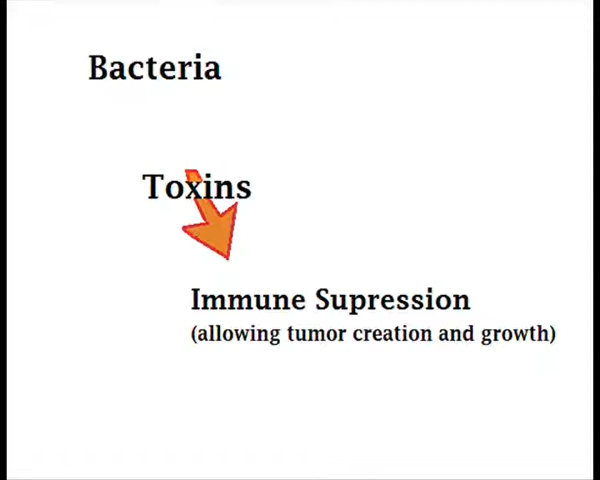 Bacteria
Toxins
Immune Supression
(allowing tumor creation and growth)